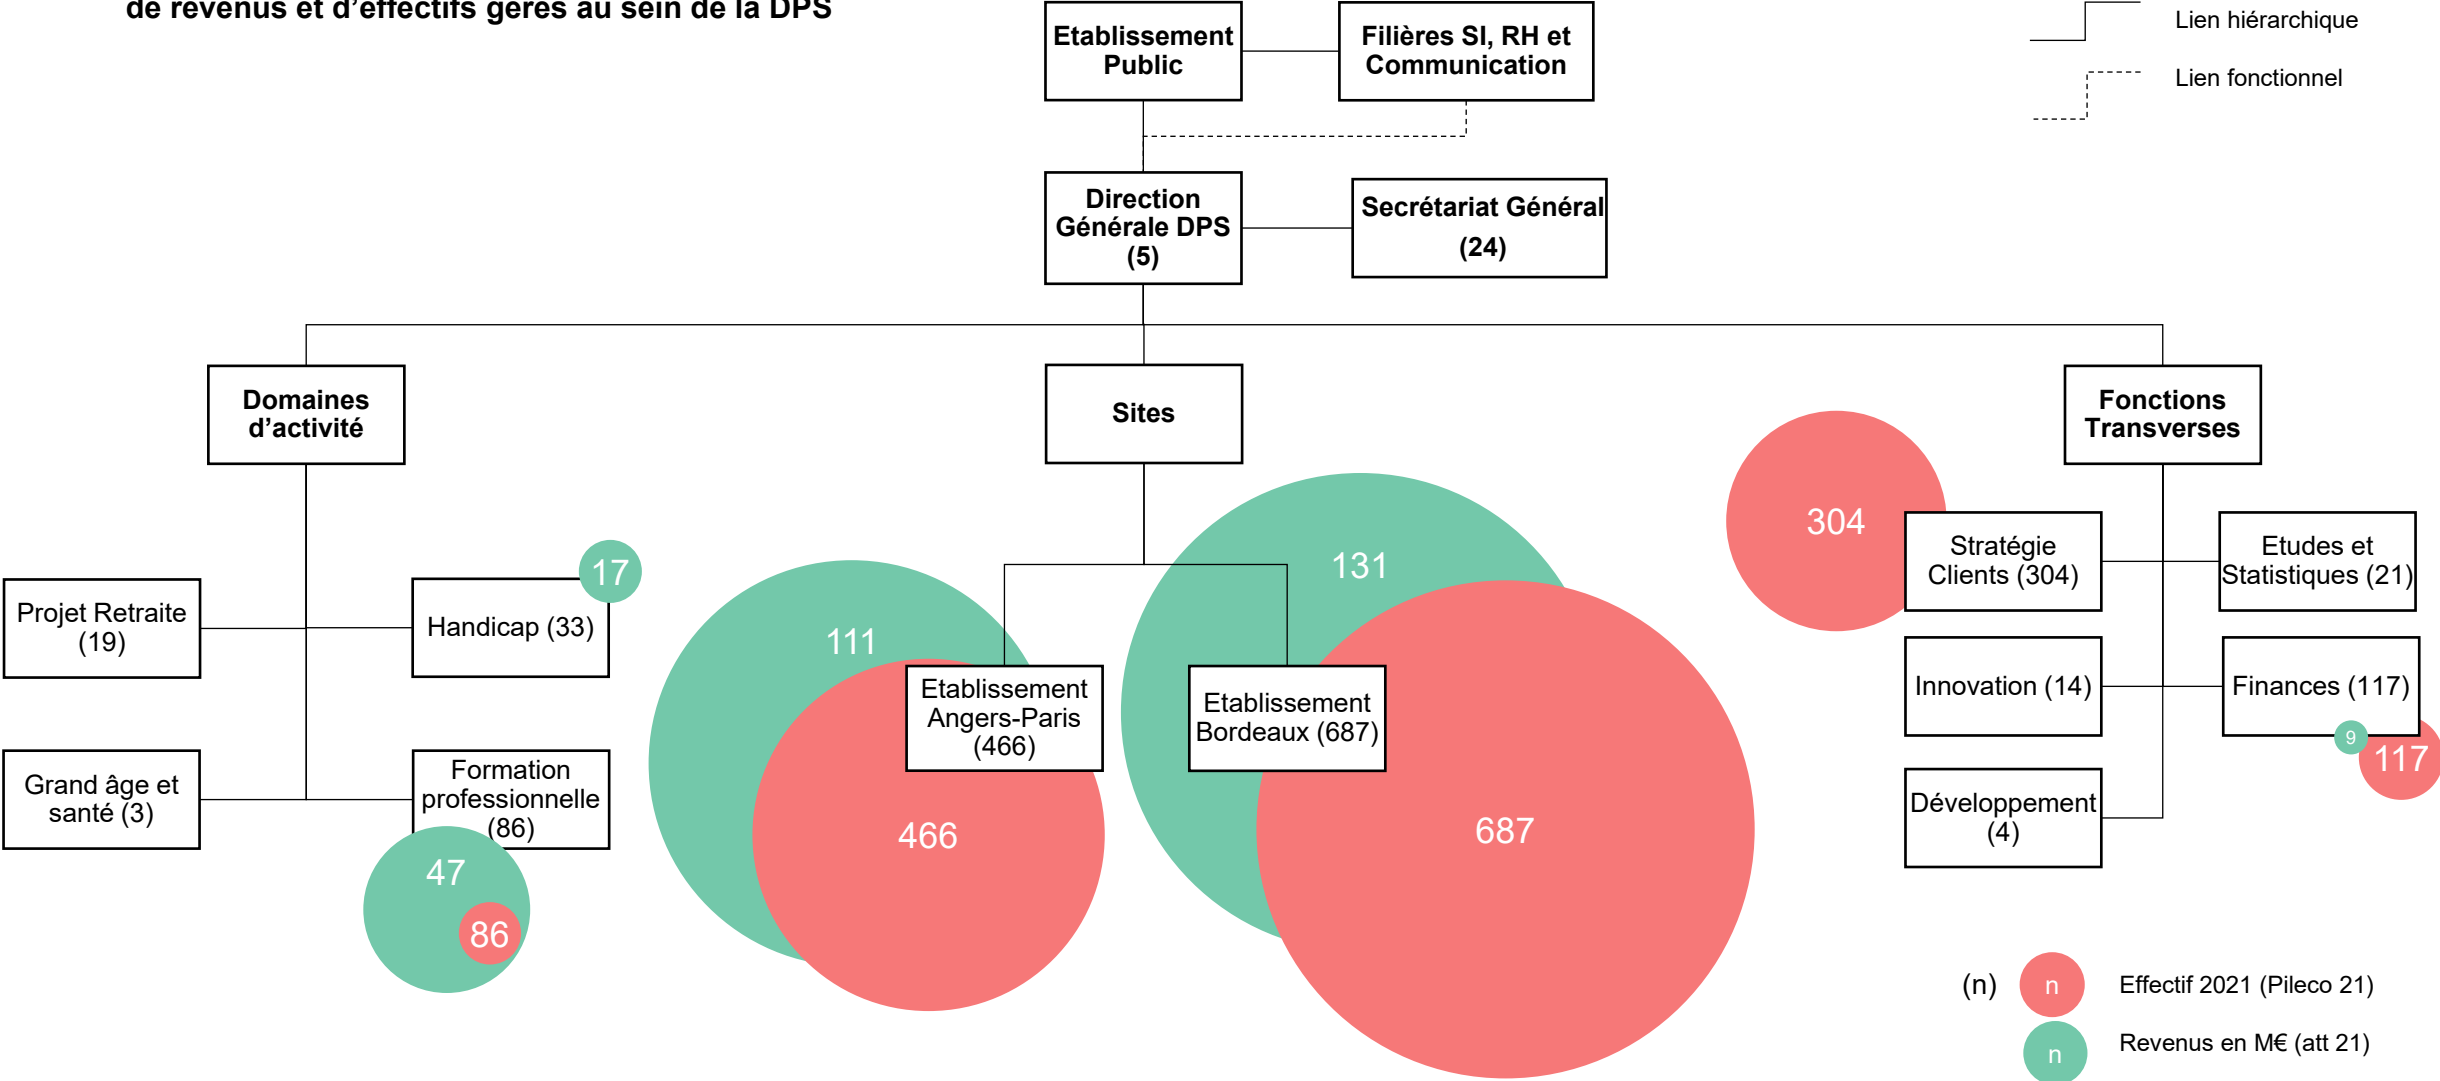 de revenus et d'effectifs gérés au sein de la DPS
Etablissement
Public
Filières SI, RH et
Communication
Lien hiérarchique
Lien fonctionnel
Direction
Générale DPS
(5)
Secrétariat Général
(24)
Domaines
d'activité
Sites
Fonctions
Transverses
Projet Retraite
(19)
Handicap (33)
17
Grand âge et
santé (3)
Formation
professionnelle
(86)
47
86
111
Etablissement
Angers-Paris
(466)
466
131
Etablissement
Bordeaux (687)
687
304
Stratégie
Clients (304)
Etudes et
Statistiques (21)
Innovation (14)
Finances (117)
9
117
Développement
(4)
(n)
n
Effectif 2021 (Pileco 21)
n
Revenus en M€ (att 21)